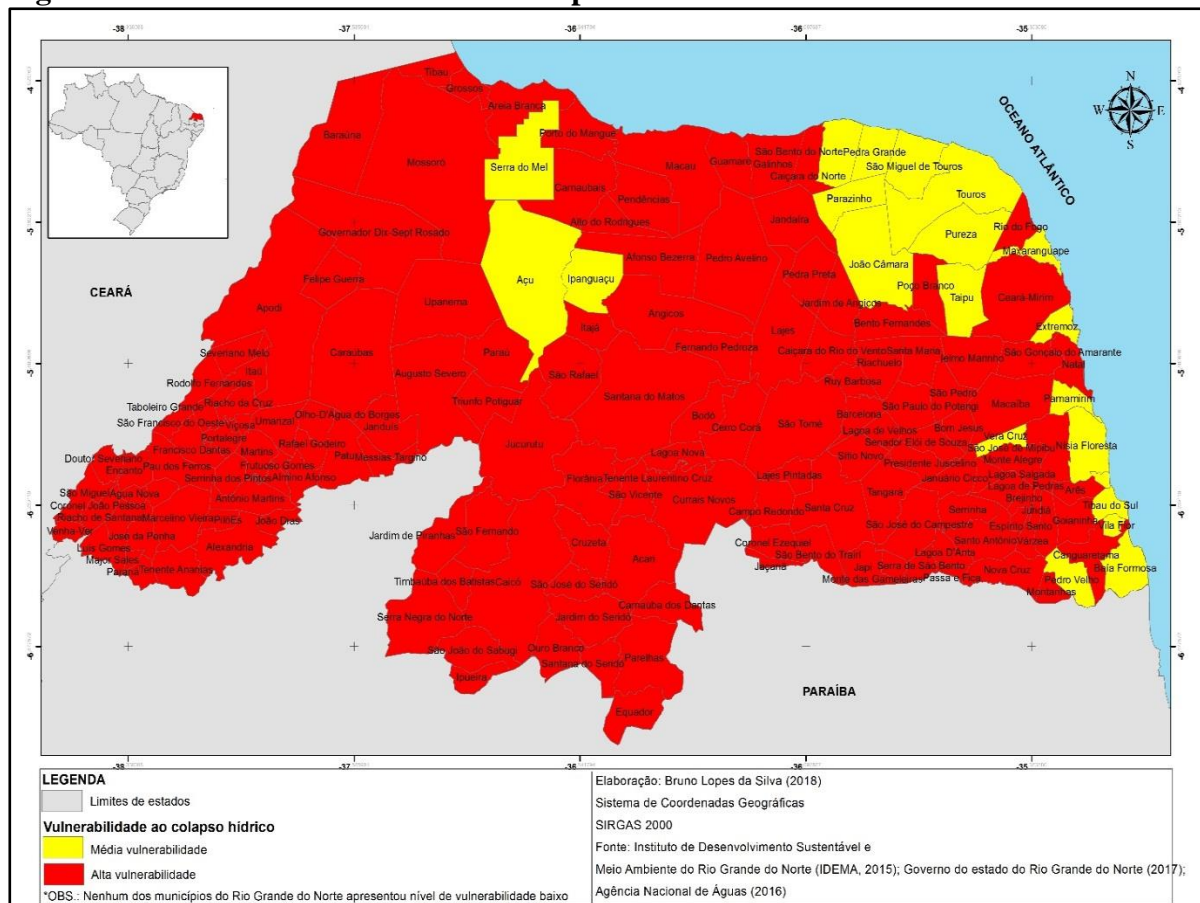 -38
-37
-36
-36
-35
-4
-5
-5
-6
-6
-4
-5
-5
-6
-6
N
W
E
S
OCEANO ATLÂNTICO
CEARÁ
PARAÍBA
Tibau
Grossos
Areia Branca
Baraúna
Mossoró
Porto do Mangue
Serra do Mel
Carnaubais
Macau
Guamaré
Galinhos
São Bento do Norte
Pedra Grande
Caiçara do Norte
São Miguel de Touros
Pendências
Parazinho
Touros
Alto do Rodrigues
Jandaíra
Rio do Fogo
Governador Dix-Sept Rosado
Pureza
Maxaranguape
Felipe Guerra
Açu
Ipanguaçu
Afonso Bezerra
Pedro Avelino
João Câmara
Pedra Preta
Poço Branco
Taipu
Ceará-Mirim
Apodi
Upanema
Jardim de Angicos
Angicos
Itajá
Lajes
Bento Fernandes
Extremoz
Severiano Melo
Caraúbas
Paraú
Fernando Pedroza
Caiçara do Rio do Vento
Santa Maria
Riachuelo
Ielmo Marinho
São Gonçalo do Amarante
Natal
Itaú
Rodolfo Fernandes
Augusto Severo
São Rafael
Ruy Barbosa
Taboleiro Grande
Riacho da Cruz
Triunfo Potiguar
Santana do Matos
São Pedro
São Paulo do Potengi
Macaíba
Parnamirim
São Francisco do Oeste
Viçosa
Umarizal
Olho-D'Água do Borges
Janduís
Bodó
Cerro Corá
São Tomé
Barcelona
Lagoa de Velhos
Bom Jesus
Vera Cruz
Portalegre
Francisco Dantas
Martins
Rafael Godeiro
Patu
Messias Targino
Jucurutu
Lagoa Nova
Senador Elói de Souza
São José de Mipibu
Nísia Floresta
Doutor Severiano
Encanto
Pau dos Ferros
Frutuoso Gomes
Serrinha dos Pintos
Almino Afonso
Florânia
Tenente Laurentino Cruz
Lajes Pintadas
Sítio Novo
Presidente Juscelino
Monte Alegre
Januário Cicco
Lagoa Salgada
Lagoa de Pedras
São Miguel
Água Nova
Coronel João Pessoa
Antônio Martins
São Vicente
Currais Novos
Campo Redondo
Santa Cruz
Tangará
Brejinho
Arês
Tibau do Sul
Riacho de Santana
Marcelino Vieira
Pilões
João Dias
Serrinha
Jundiá
Goianinha
Vila Flor
Venha-Ver
José da Penha
Luís Gomes
Alexandria
Jardim de Piranhas
São Fernando
Cruzeta
Acari
Coronel Ezequiel
São José do Campestre
Espírito Santo
Santo Antônio
Várzea
Canguaretama
Baía Formosa
Major Sales
Paraná
Tenente Ananias
Timbaúba dos Batistas
Caicó
São José do Seridó
Jaçanã
São Bento do Trairí
Japi
Lagoa D'Anta
Serra de São Bento
Monte das Gameleiras
Passa e Fica
Nova Cruz
Pedro Velho
Montanhas
Serra Negra do Norte
Jardim do Seridó
Carnaúba dos Dantas
São João do Sabugi
Ouro Branco
Santana do Seridó
Parelhas
Ipueira
Equador
LEGENDA
Limites de estados
Vulnerabilidade ao colapso hídrico
Média vulnerabilidade
Alta vulnerabilidade
*OBS.: Nenhum dos municípios do Rio Grande do Norte apresentou nível de vulnerabilidade baixo
Elaboração: Bruno Lopes da Silva (2018)
Sistema de Coordenadas Geográficas
SIRGAS 2000
Fonte: Instituto de Desenvolvimento Sustentável e
Meio Ambiente do Rio Grande do Norte (IDEMA, 2015); Governo do estado do Rio Grande do Norte (2017);
Agência Nacional de Águas (2016)